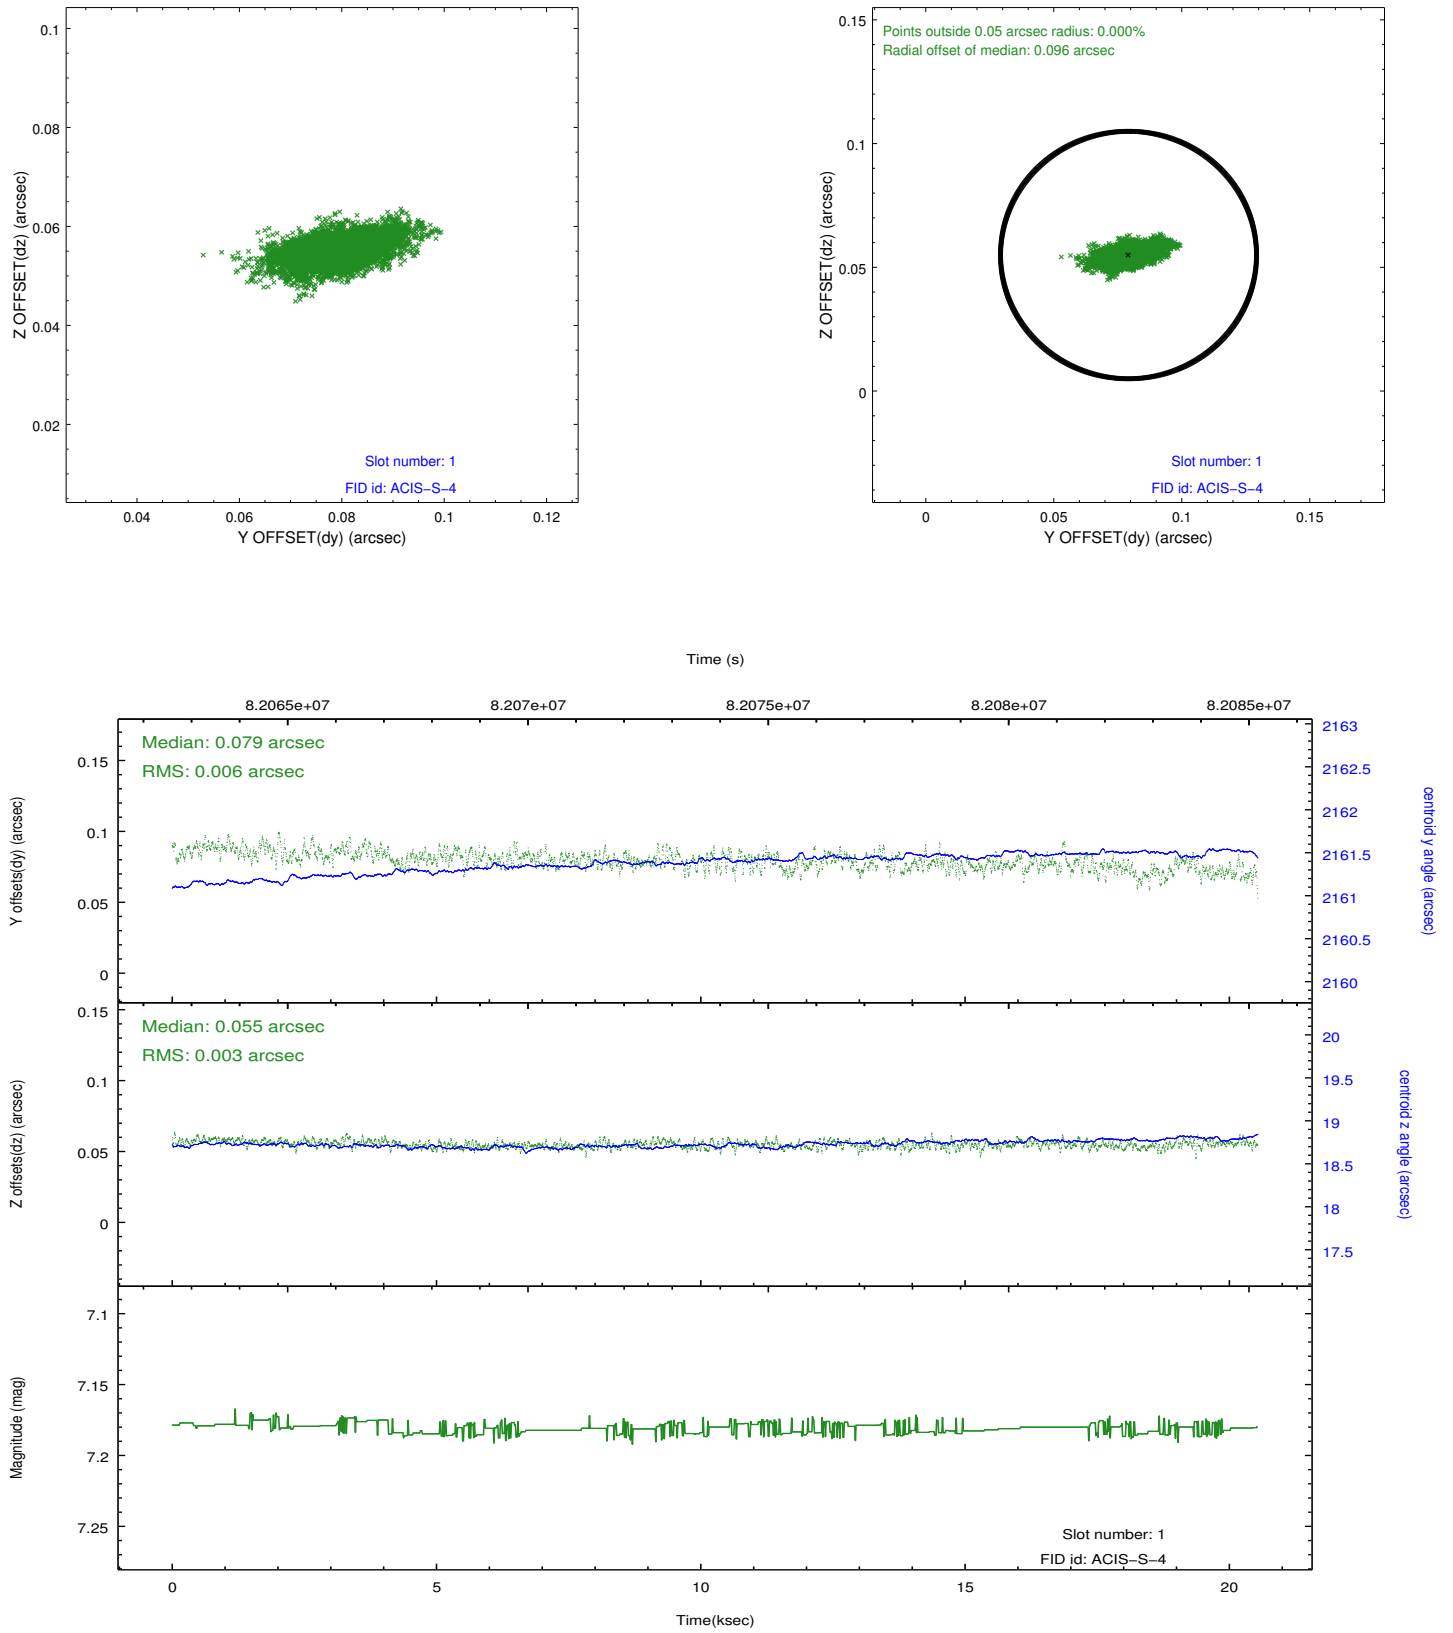 0.1
0.08
0.06
0.04
0.02
Z OFFSET(dz) (arcsec)
Slot number: 1
FID id: ACIS−S−4
0.04 0.06 0.08 0.1 0.12
Y OFFSET(dy) (arcsec)
Points outside 0.05 arcsec radius: 0.000%
Radial offset of median: 0.096 arcsec
0.15
0.1
0.05
0
Z OFFSET(dz) (arcsec)
Slot number: 1
FID id: ACIS−S−4
0 0.05 0.1 0.15
Y OFFSET(dy) (arcsec)
Time (s)
8.2065e+07 8.207e+07 8.2075e+07 8.208e+07 8.2085e+07
Median: 0.079 arcsec
RMS: 0.006 arcsec
0.15
0.1
0.05
0
Y offsets(dy) (arcsec)
2163
2162.5
2162
2161.5
2161
2160.5
2160
centroid y angle (arcsec)
Median: 0.055 arcsec
RMS: 0.003 arcsec
0.15
0.1
0.05
0
Z offsets(dz) (arcsec)
20
19.5
19
18.5
18
17.5
centroid z angle (arcsec)
7.1
7.15
7.2
7.25
Magnitude (mag)
Slot number: 1
FID id: ACIS−S−4
0 5 10 15 20
Time(ksec)